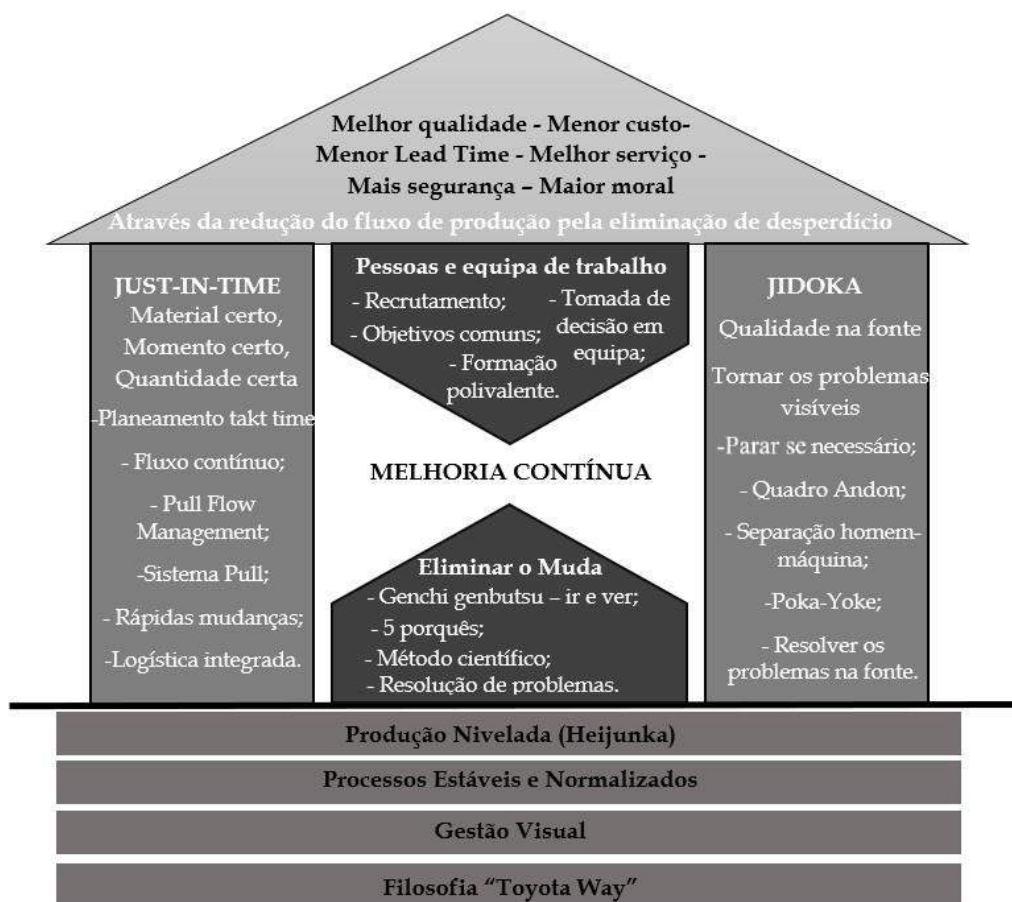 Melhor qualidade - Menor custo-
Menor Lead Time - Melhor serviço -
Mais segurança – Maior moral
Através da redução do fluxo de produção pela eliminação de desperdício
JUST-IN-TIME
Material certo,
Momento certo,
Quantidade certa
-Planeamento takt time
- Fluxo contínuo;
- Pull Flow
Management;
-Sistema Pull;
- Rápidas mudanças;
-Logística integrada.
Pessoas e equipa de trabalho
- Recrutamento;
- Objetivos comuns;
- Tomada de
decisão em
equipa;
- Formação
polivalente.
MELHORIA CONTÍNUA
Eliminar o Muda
- Genchi genbutsu – ir e ver;
- 5 porquês;
- Método científico;
- Resolução de problemas.
JIDOKA
Qualidade na fonte
Tornar os problemas
visíveis
-Parar se necessário;
- Quadro Andon;
- Separação homem-
máquina;
-Poka-Yoke;
- Resolver os
problemas na fonte.
Produção Nivelada (Heijunka)
Processos Estáveis e Normalizados
Gestão Visual
Filosofia “Toyota Way”